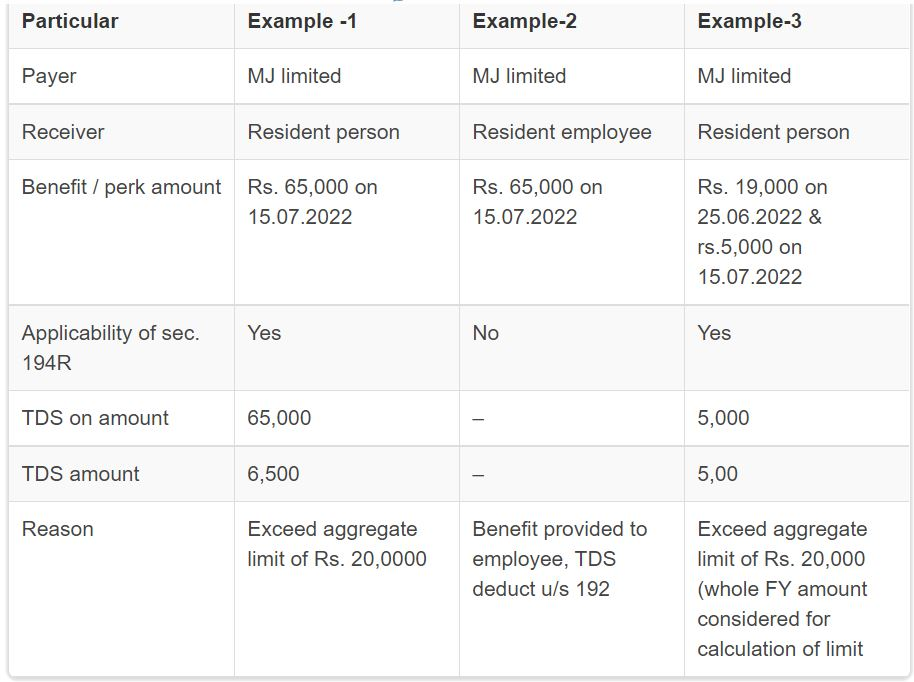 Particular Example -1 Example-2 Example-3
Payer MJ limited MJ limited MJ limited
Receiver Resident person Resident employee Resident person
Benefit / perk amount Rs. 65,000 on Rs. 65,000 on Rs. 19,000 on
15.07.2022 15.07.2022 25.06.2022 &
rs.5,000 on
15.07.2022
Applicability of sec. Yes No Yes
194R
TDS on amount 65,000 – 5,000
TDS amount 6,500 – 5,00
Reason Exceed aggregate Benefit provided to Exceed aggregate
limit of Rs. 20,0000 employee, TDS limit of Rs. 20,000
deduct u/s 192 (whole FY amount
considered for
calculation of limit